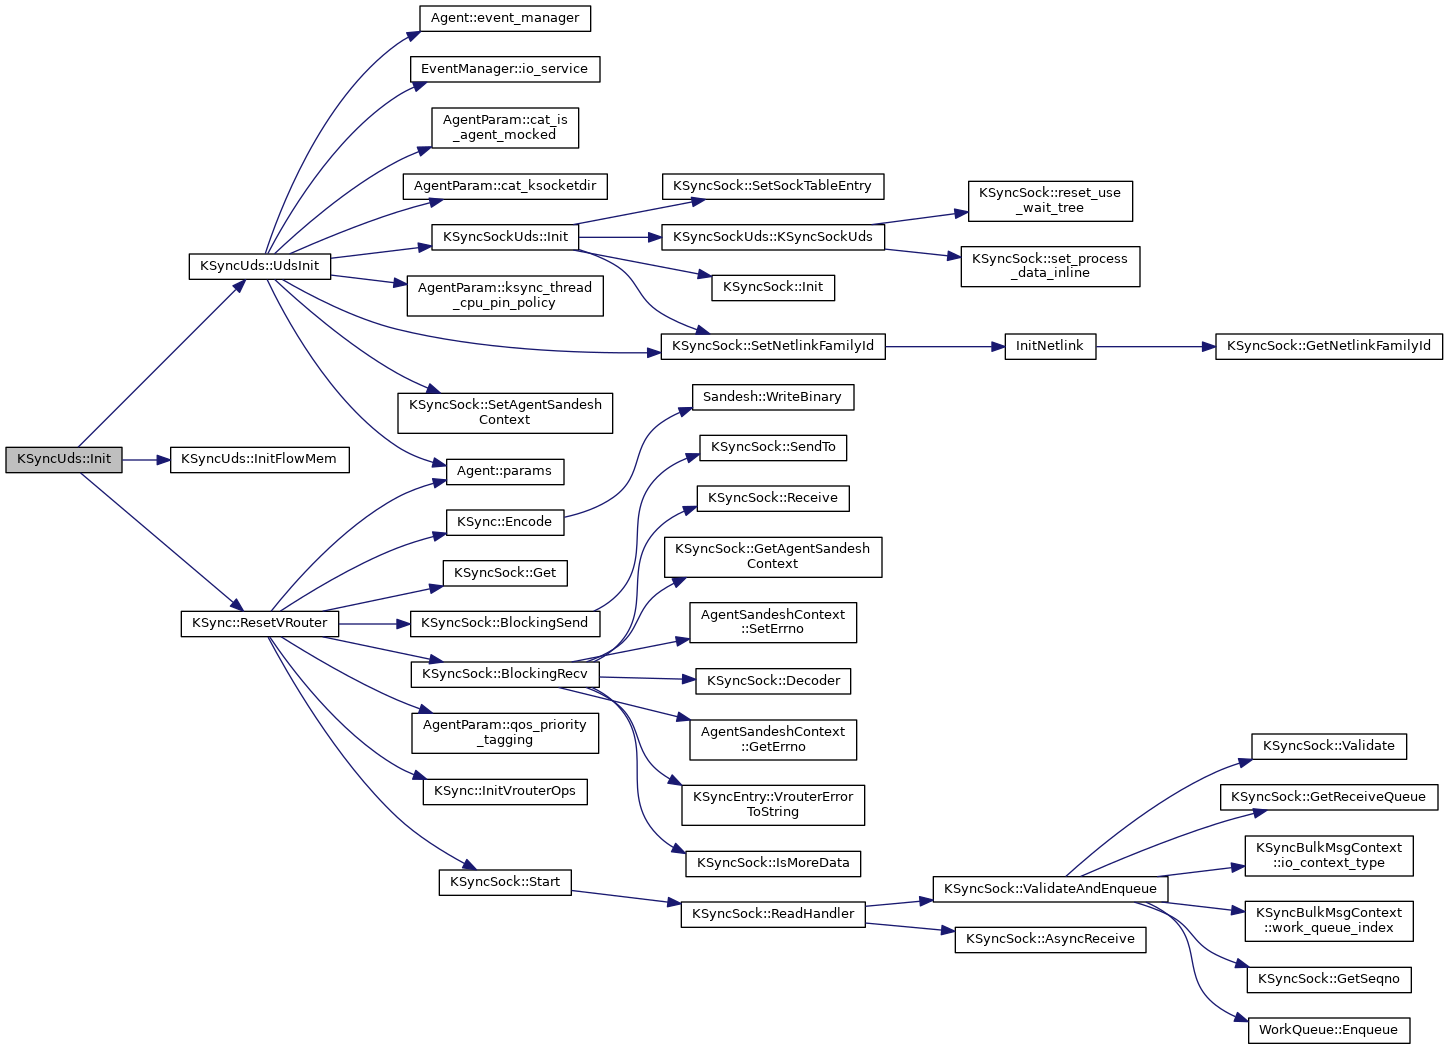 KSyncUds::Init
KSyncUds::UdsInit
KSyncUds::InitFlowMem
KSync::ResetVRouter
Agent::event_manager
EventManager::io_service
AgentParam::cat_is
_agent_mocked
AgentParam::cat_ksocketdir
KSyncSockUds::Init
AgentParam::ksync_thread
_cpu_pin_policy
KSyncSock::SetAgentSandesh
Context
Agent::params
KSync::Encode
KSyncSock::Get
KSyncSock::BlockingSend
KSyncSock::BlockingRecv
AgentParam::qos_priority
_tagging
KSync::InitVrouterOps
KSyncSock::Start
KSyncSock::SetSockTableEntry
KSyncSockUds::KSyncSockUds
KSyncSock::Init
KSyncSock::SetNetlinkFamilyId
Sandesh::WriteBinary
KSyncSock::SendTo
KSyncSock::Receive
KSyncSock::GetAgentSandesh
Context
AgentSandeshContext
::SetErrno
KSyncSock::Decoder
AgentSandeshContext
::GetErrno
KSyncEntry::VrouterError
ToString
KSyncSock::IsMoreData
KSyncSock::ReadHandler
KSyncSock::reset_use
_wait_tree
KSyncSock::set_process
_data_inline
InitNetlink
KSyncSock::GetNetlinkFamilyId
KSyncSock::ValidateAndEnqueue
KSyncSock::AsyncReceive
KSyncSock::Validate
KSyncSock::GetReceiveQueue
KSyncBulkMsgContext
::io_context_type
KSyncBulkMsgContext
::work_queue_index
KSyncSock::GetSeqno
WorkQueue::Enqueue